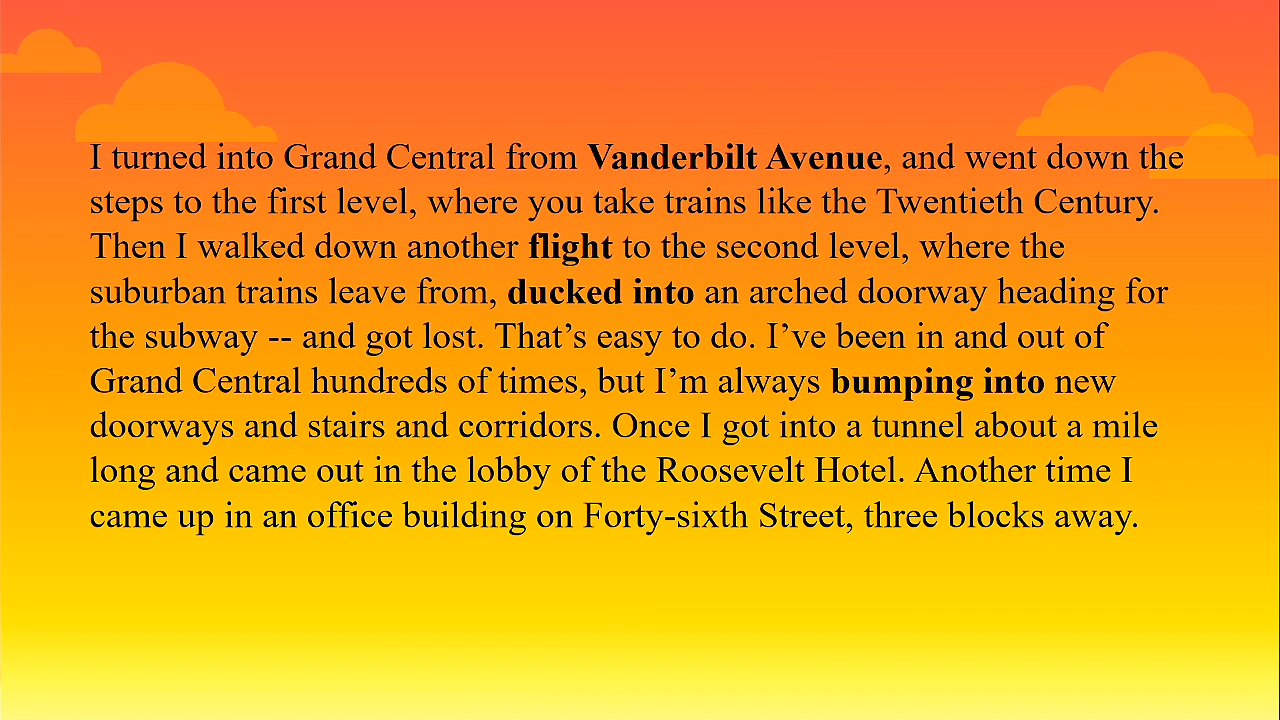 I turned into Grand Central from Vanderbilt Avenue, and went down the
steps to the first level, where you take trains like the Twentieth Century.
Then I walked down another flight to the second level, where the
suburban trains leave from, ducked into an arched doorway heading for
the subway -- and got lost. That’s easy to do. I’ve been in and out of
Grand Central hundreds of times, but I’m always bumping into new
doorways and stairs and corridors. Once I got into a tunnel about a mile
long and came out in the lobby of the Roosevelt Hotel. Another time I
came up in an office building on Forty-sixth Street, three blocks away.